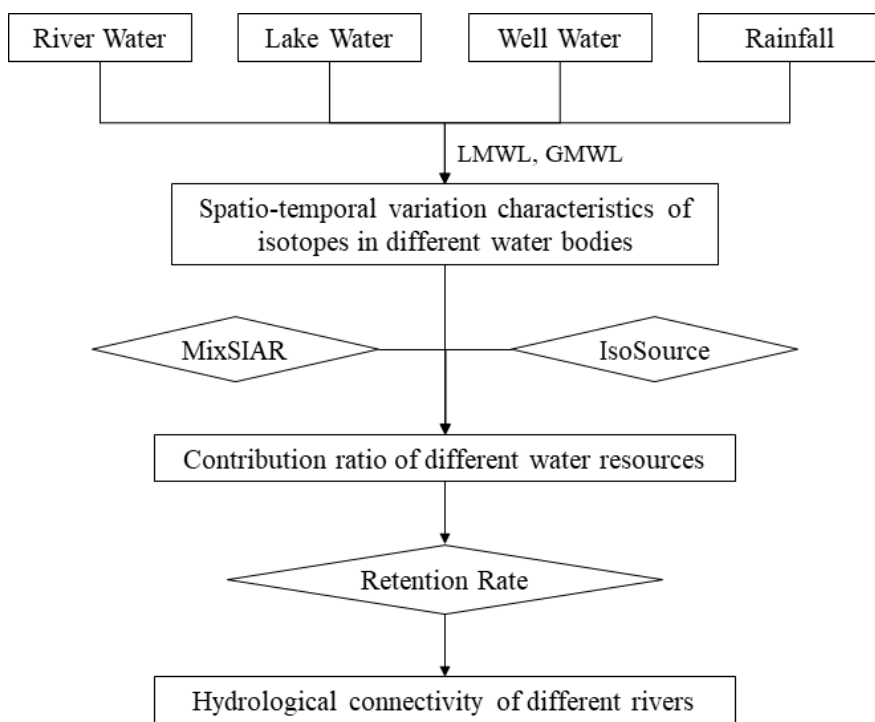 River Water
Lake Water
Well Water
Rainfall
LMWL, GMWL
Spatio-temporal variation characteristics of
isotopes in different water bodies
MixSIAR
IsoSource
Contribution ratio of different water resources
Retention Rate
Hydrological connectivity of different rivers